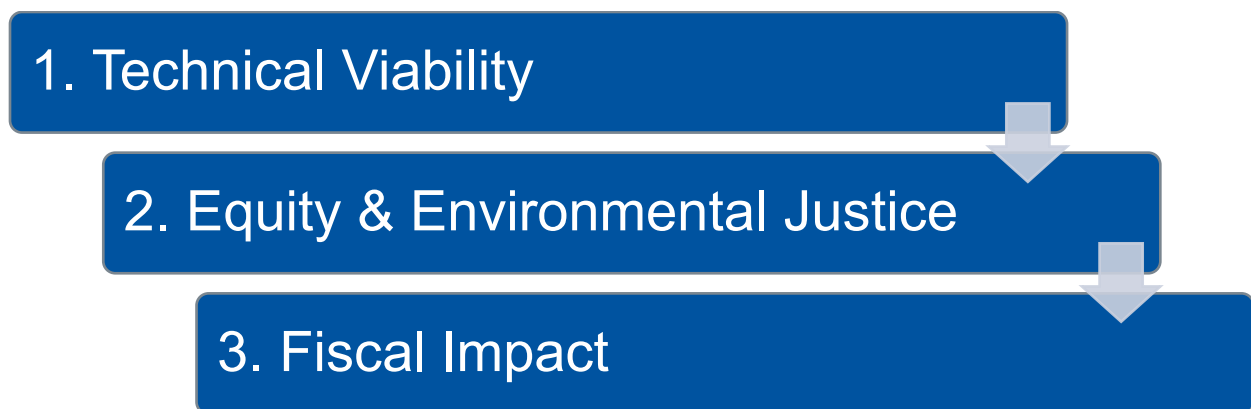 1. Technical Viability
2. Equity & Environmental Justice
3. Fiscal Impact